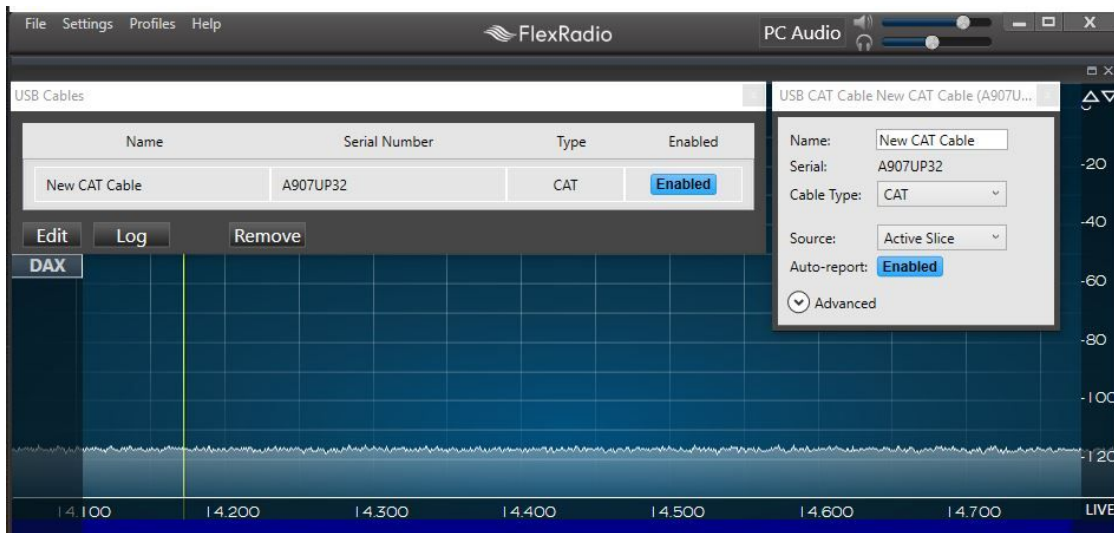 File Settings Profiles Help FlexRadio PC Audio X
USB Cables
Name Serial Number Type Enabled
New CAT Cable A907UP32 CAT Enabled
Edit Log Remove
DAX
USB CAT Cable New CAT Cable (A907U...
Name: New CAT Cable
Serial: A907UP32
Cable Type: CAT
Source: Active Slice
Auto-report: Enabled
Advanced
-20
-40
-60
-80
-100
-120
14.100 14.200 14.300 14.400 14.500 14.600 14.700 LIVE